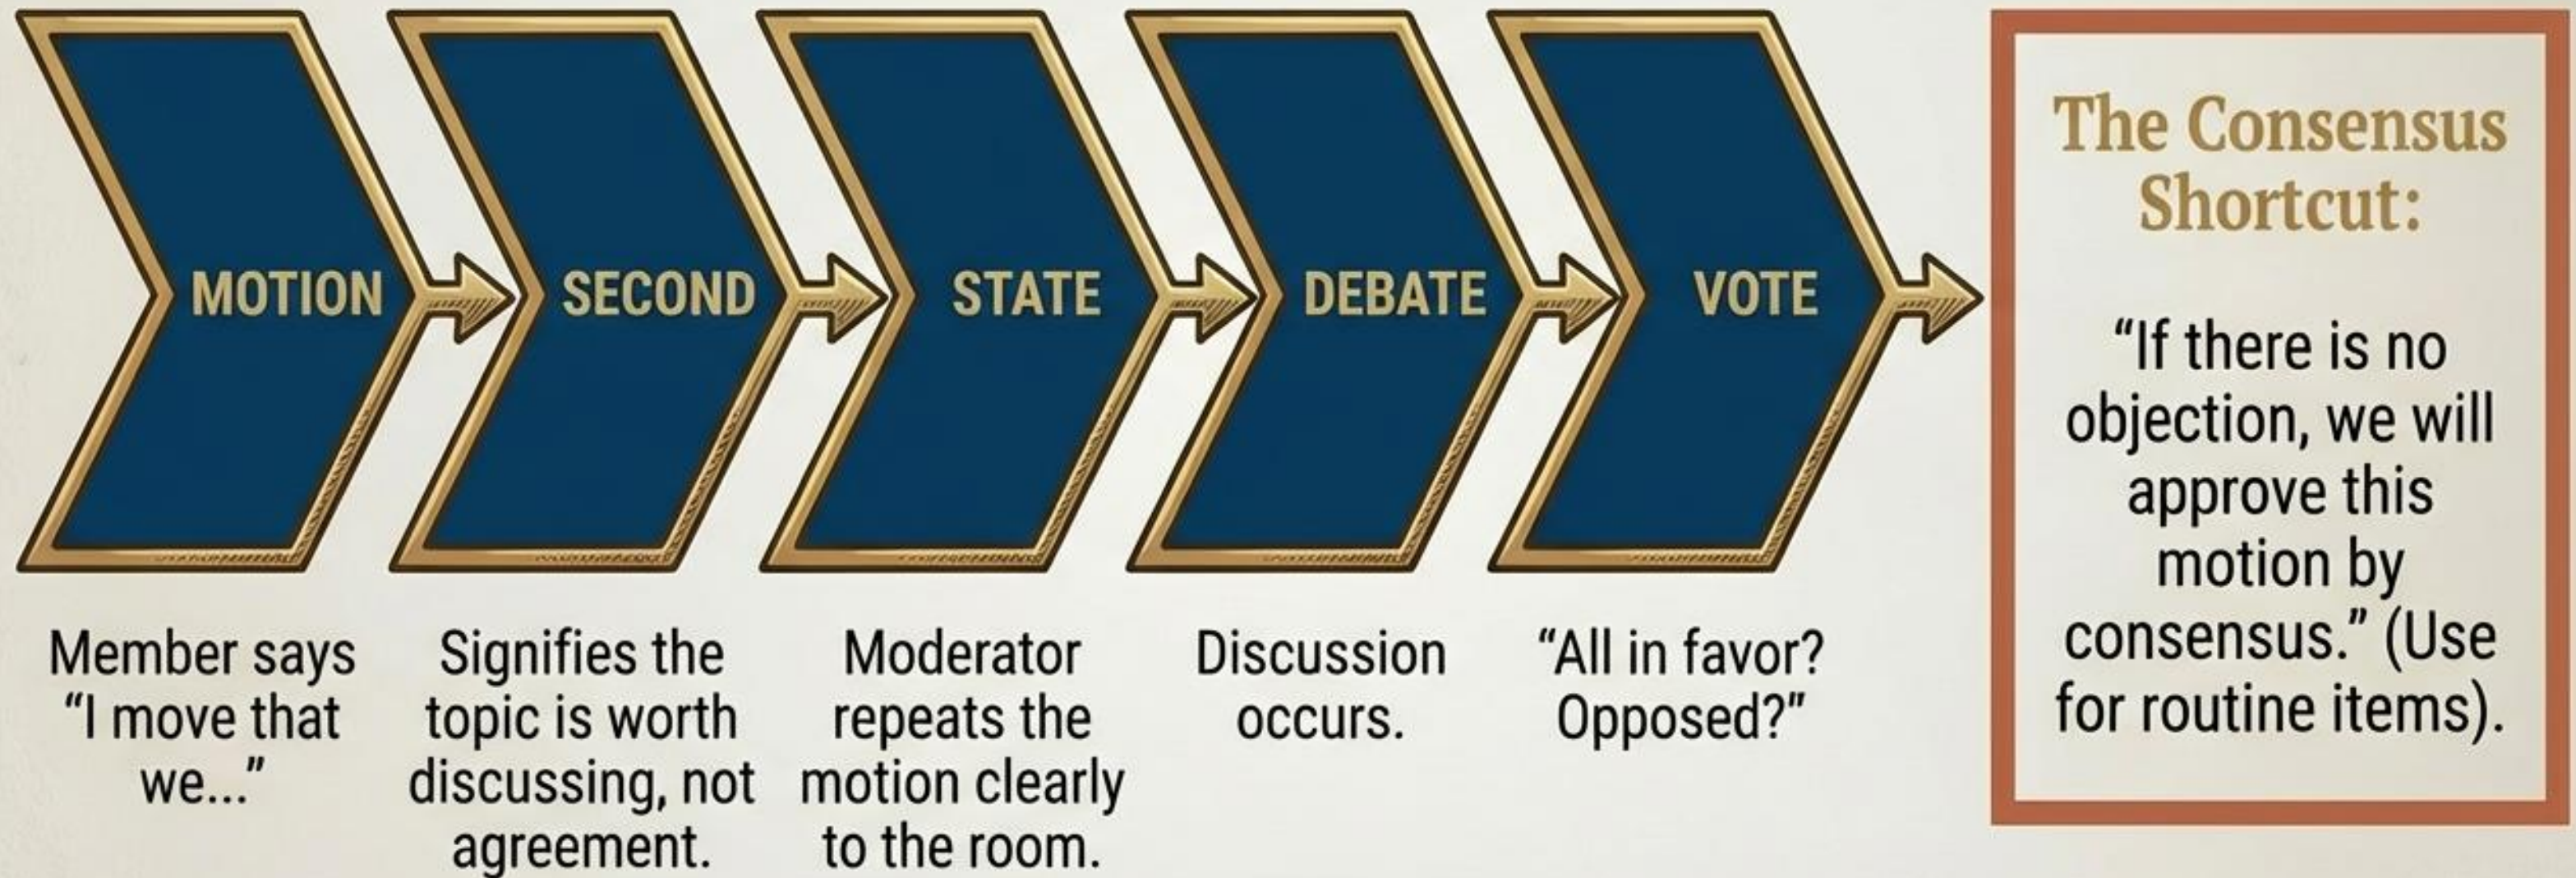 MOTION
Member says
“I move that
we...”
SECOND
Signifies the
topic is worth
discussing, not
agreement.
STATE
Moderator
repeats the
motion clearly
to the room.
DEBATE
Discussion
occurs.
VOTE
“All in favor?
Opposed?”
The Consensus
Shortcut:
“If there is no
objection, we will
approve this
motion by
consensus.” (Use
for routine items).